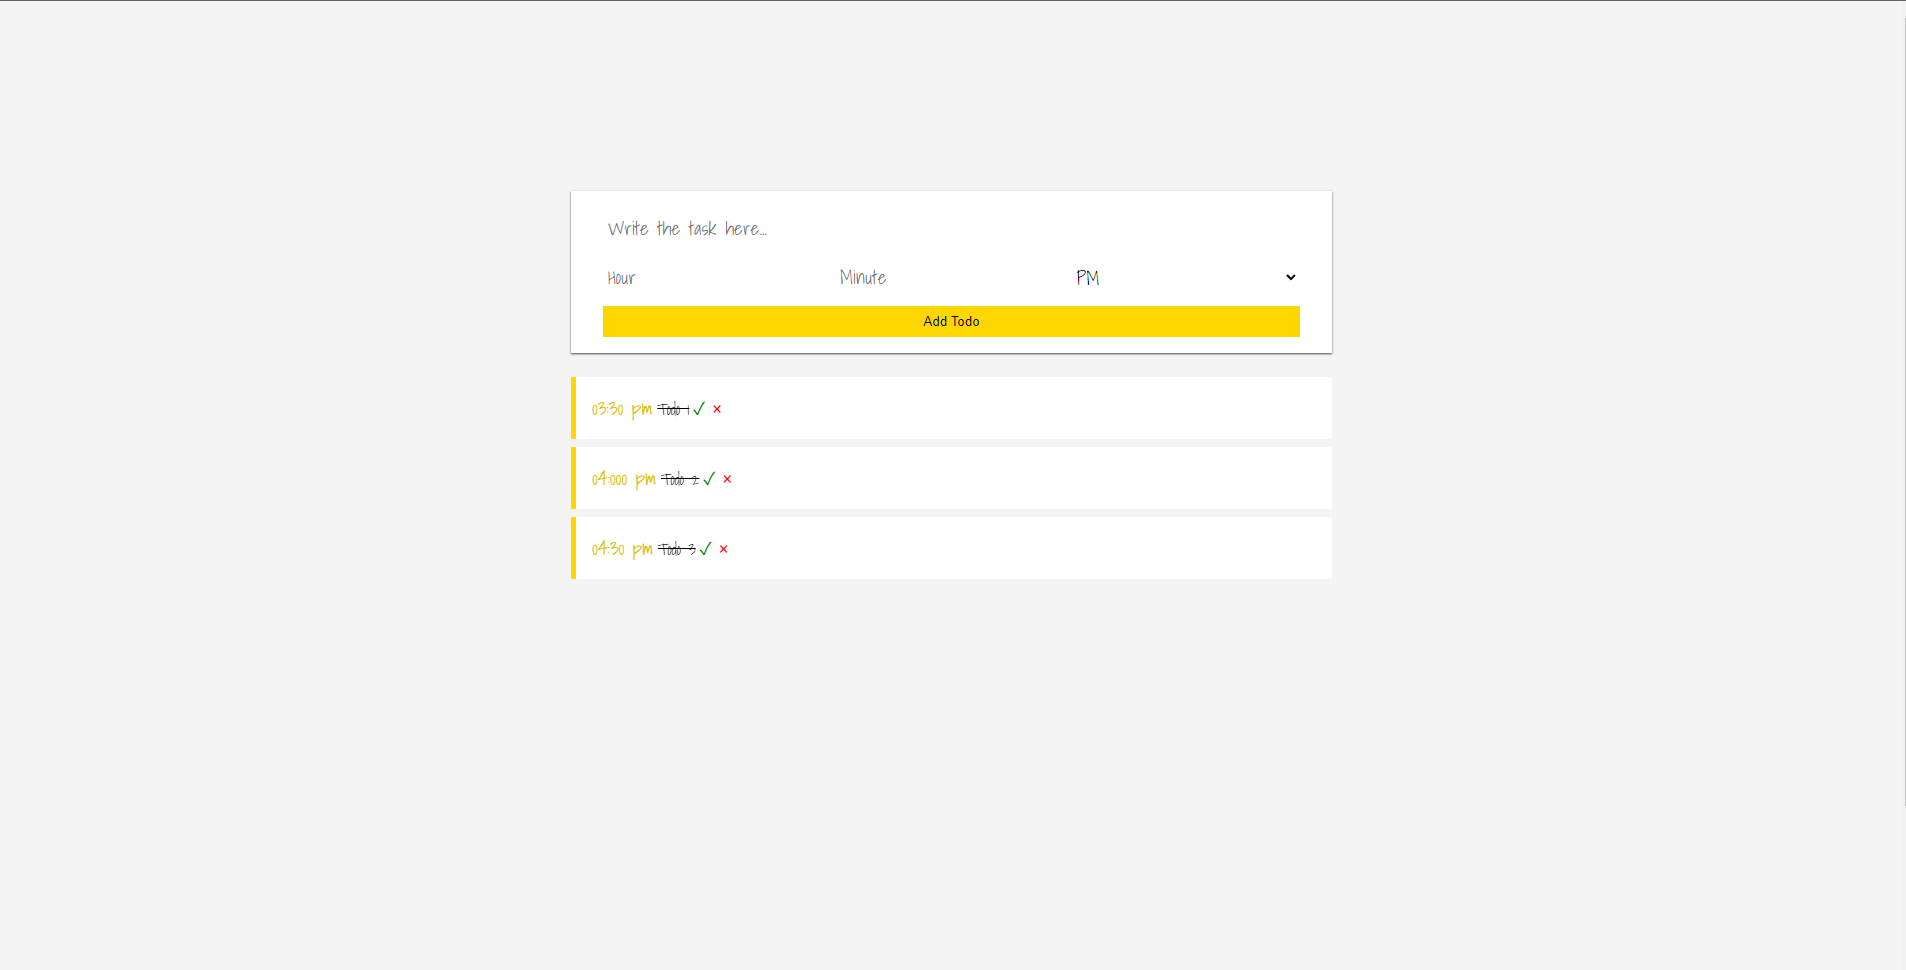 Write the task here...
Hour Minute PM
Add Todo
03:30 pm Todo 1 ✓ ×
04:000 pm Todo 2 ✓ ×
04:30 pm Todo 3 ✓ ×